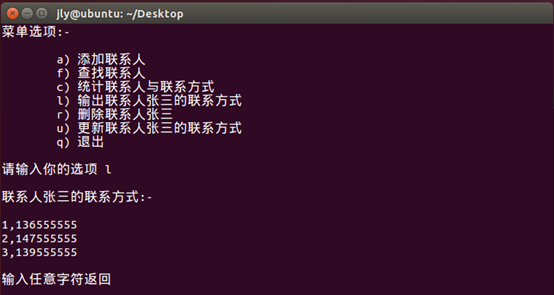 jly@ubuntu: ~/Desktop
菜单选项:-
a) 添加联系人
f) 查找联系人
c) 统计联系人与联系方式
l) 输出联系人张三的联系方式
r) 删除联系人张三
u) 更新联系人张三的联系方式
q) 退出
请输入你的选项 l
联系人张三的联系方式:-
1,136555555
2,147555555
3,139555555
输入任意字符返回